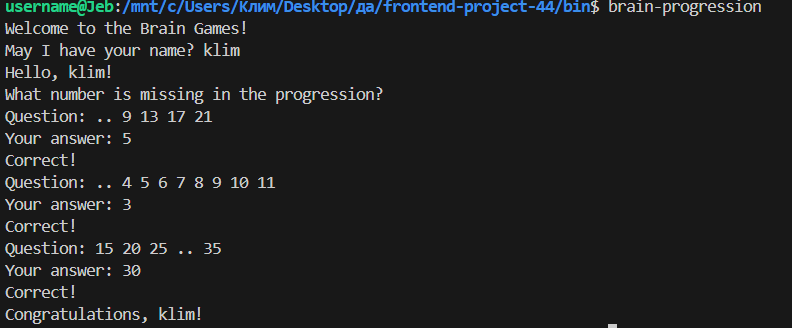 username@Jeb:/mnt/c/Users/Клим/Desktop/да/frontend-project-44/bin$ brain-progression
Welcome to the Brain Games!
May I have your name? klim
Hello, klim!
What number is missing in the progression?
Question: .. 9 13 17 21
Your answer: 5
Correct!
Question: .. 4 5 6 7 8 9 10 11
Your answer: 3
Correct!
Question: 15 20 25 .. 35
Your answer: 30
Correct!
Congratulations, klim!